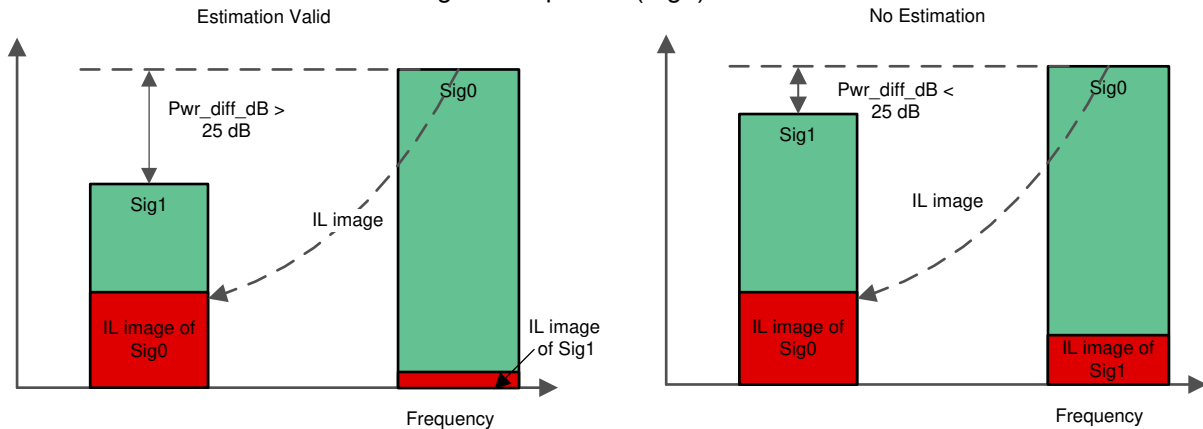 Estimation Valid
Pwr_diff_dB >
25 dB
Sig0
Sig1
IL image
IL image of
Sig0
IL image
of Sig1
Frequency
No Estimation
Pwr_diff_dB <
25 dB
Sig0
Sig1
IL image
IL image of
Sig0
IL image of
Sig1
Frequency